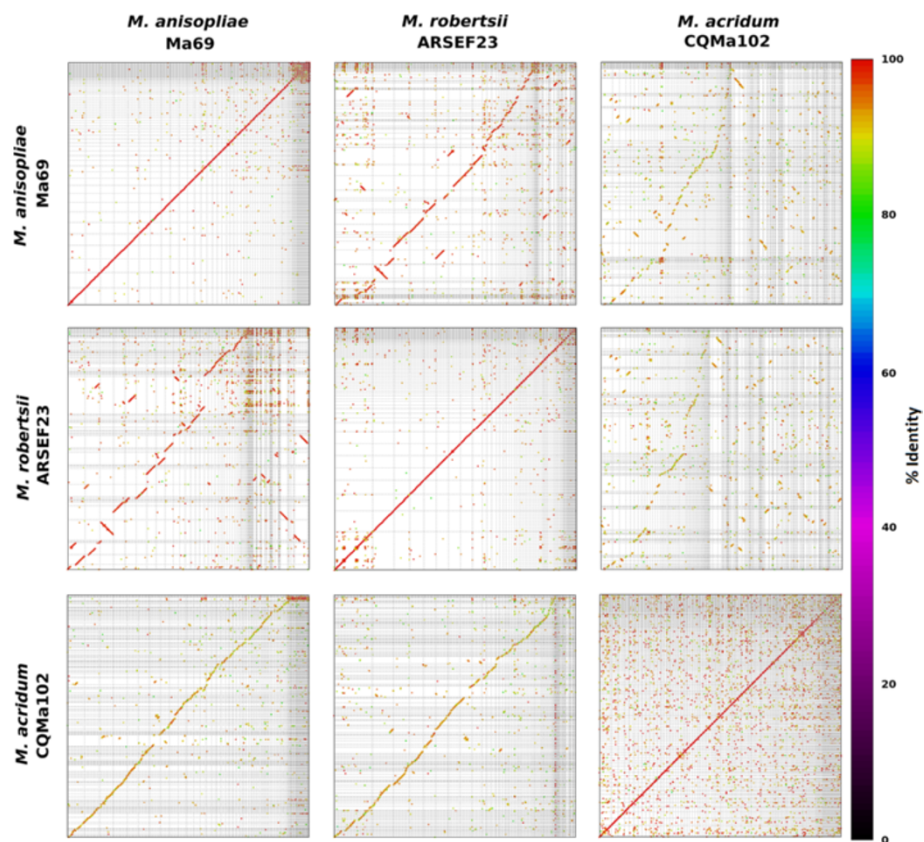 M. anisopliae
Ma69
M. robertsii
ARSEF23
M. acridum
CQMa102
M. anisopliae
Ma69
M. robertsii
ARSEF23
M. acridum
CQMa102
100
80
60
40
20
0
% Identity